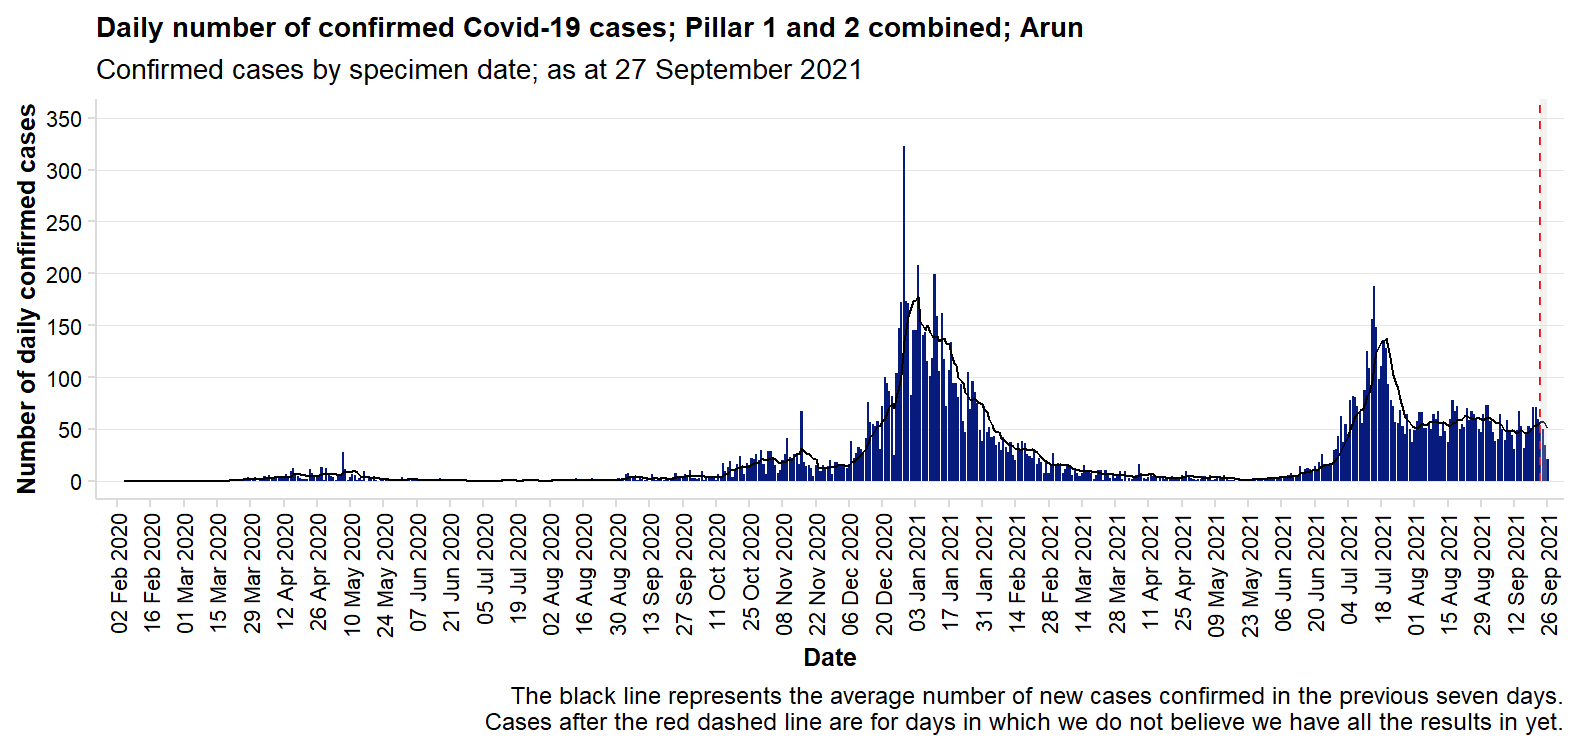 Daily number of confirmed Covid-19 cases; Pillar 1 and 2 combined; Arun
Confirmed cases by specimen date; as at 27 September 2021
Number of daily confirmed cases
350
300
250
200
150
100
50
0
02 Feb 2020
16 Feb 2020
01 Mar 2020
15 Mar 2020
29 Mar 2020
12 Apr 2020
26 Apr 2020
10 May 2020
24 May 2020
07 Jun 2020
21 Jun 2020
05 Jul 2020
19 Jul 2020
02 Aug 2020
16 Aug 2020
30 Aug 2020
13 Sep 2020
27 Sep 2020
11 Oct 2020
25 Oct 2020
08 Nov 2020
22 Nov 2020
06 Dec 2020
20 Dec 2020
03 Jan 2021
17 Jan 2021
31 Jan 2021
14 Feb 2021
28 Feb 2021
14 Mar 2021
28 Mar 2021
11 Apr 2021
25 Apr 2021
09 May 2021
23 May 2021
06 Jun 2021
20 Jun 2021
04 Jul 2021
18 Jul 2021
01 Aug 2021
15 Aug 2021
29 Aug 2021
12 Sep 2021
26 Sep 2021
Date
The black line represents the average number of new cases confirmed in the previous seven days.
Cases after the red dashed line are for days in which we do not believe we have all the results in yet.